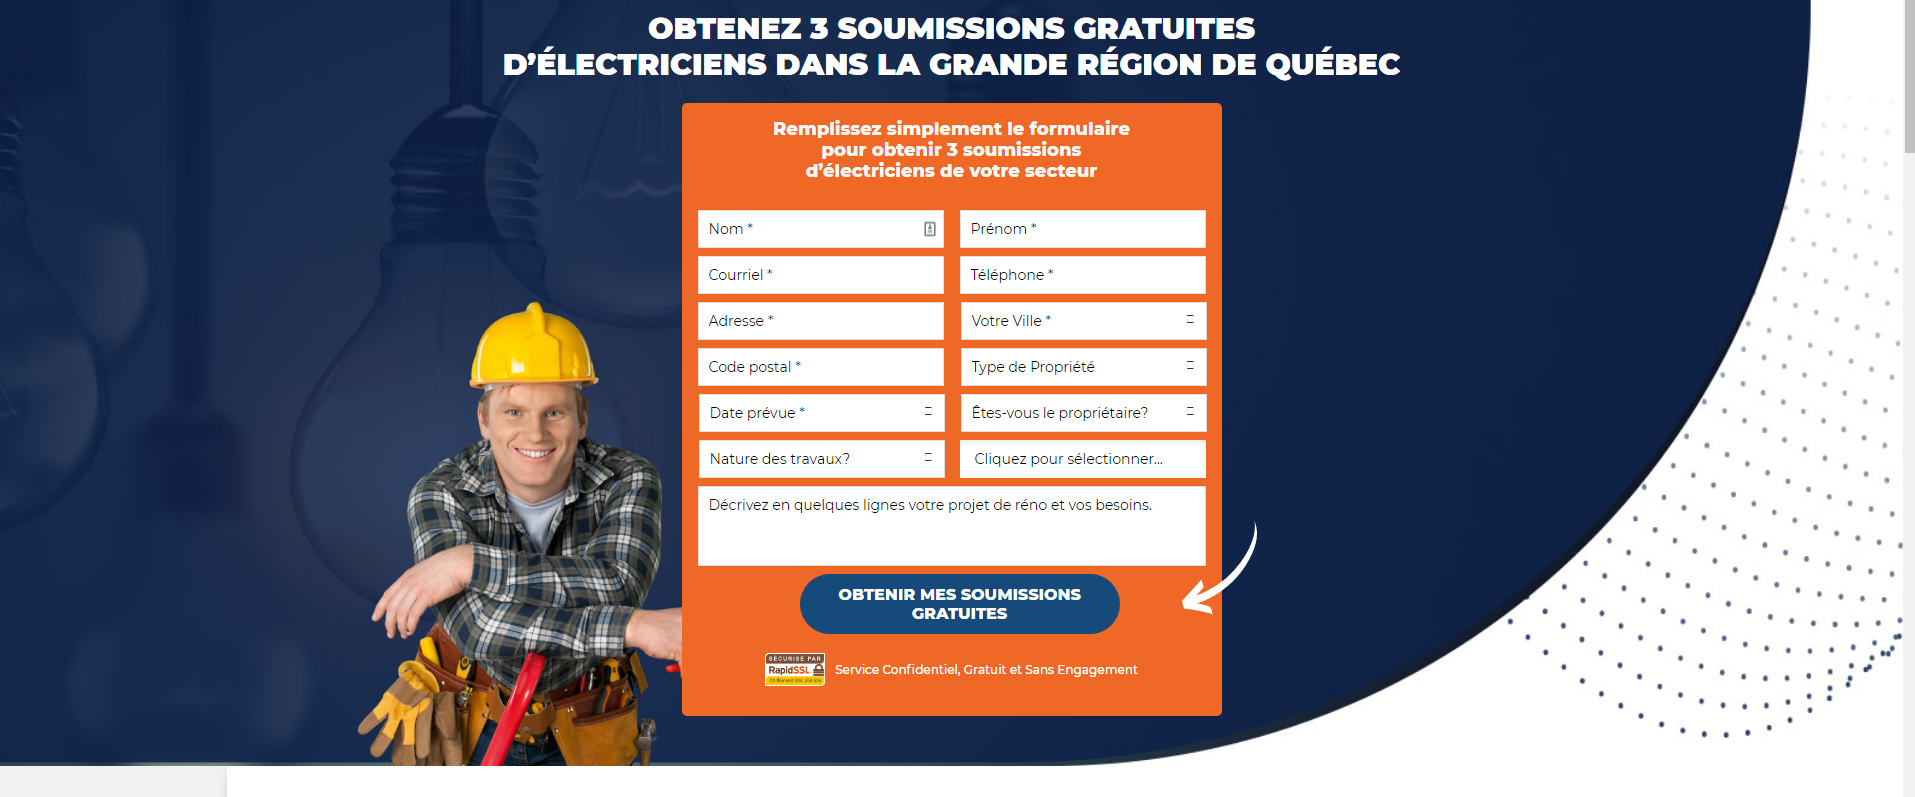 OBTENEZ 3 SOUMISSIONS GRATUITES
D'ÉLECTRICIENS DANS LA GRANDE RÉGION DE QUÉBEC
Remplissez simplement le formulaire
pour obtenir 3 soumissions
d'électriciens de votre secteur
Nom *
Prénom *
Courriel *
Téléphone *
Adresse *
Votre Ville *
Code postal *
Type de Propriété
Date prévue *
Êtes-vous le propriétaire?
Nature des travaux?
Cliquez pour sélectionner...
Décrivez en quelques lignes votre projet de réno et vos besoins.
OBTENIR MES SOUMISSIONS
GRATUITES
SÉCURISÉ PAR
RapidSSL
Service Confidentiel, Gratuit et Sans Engagement